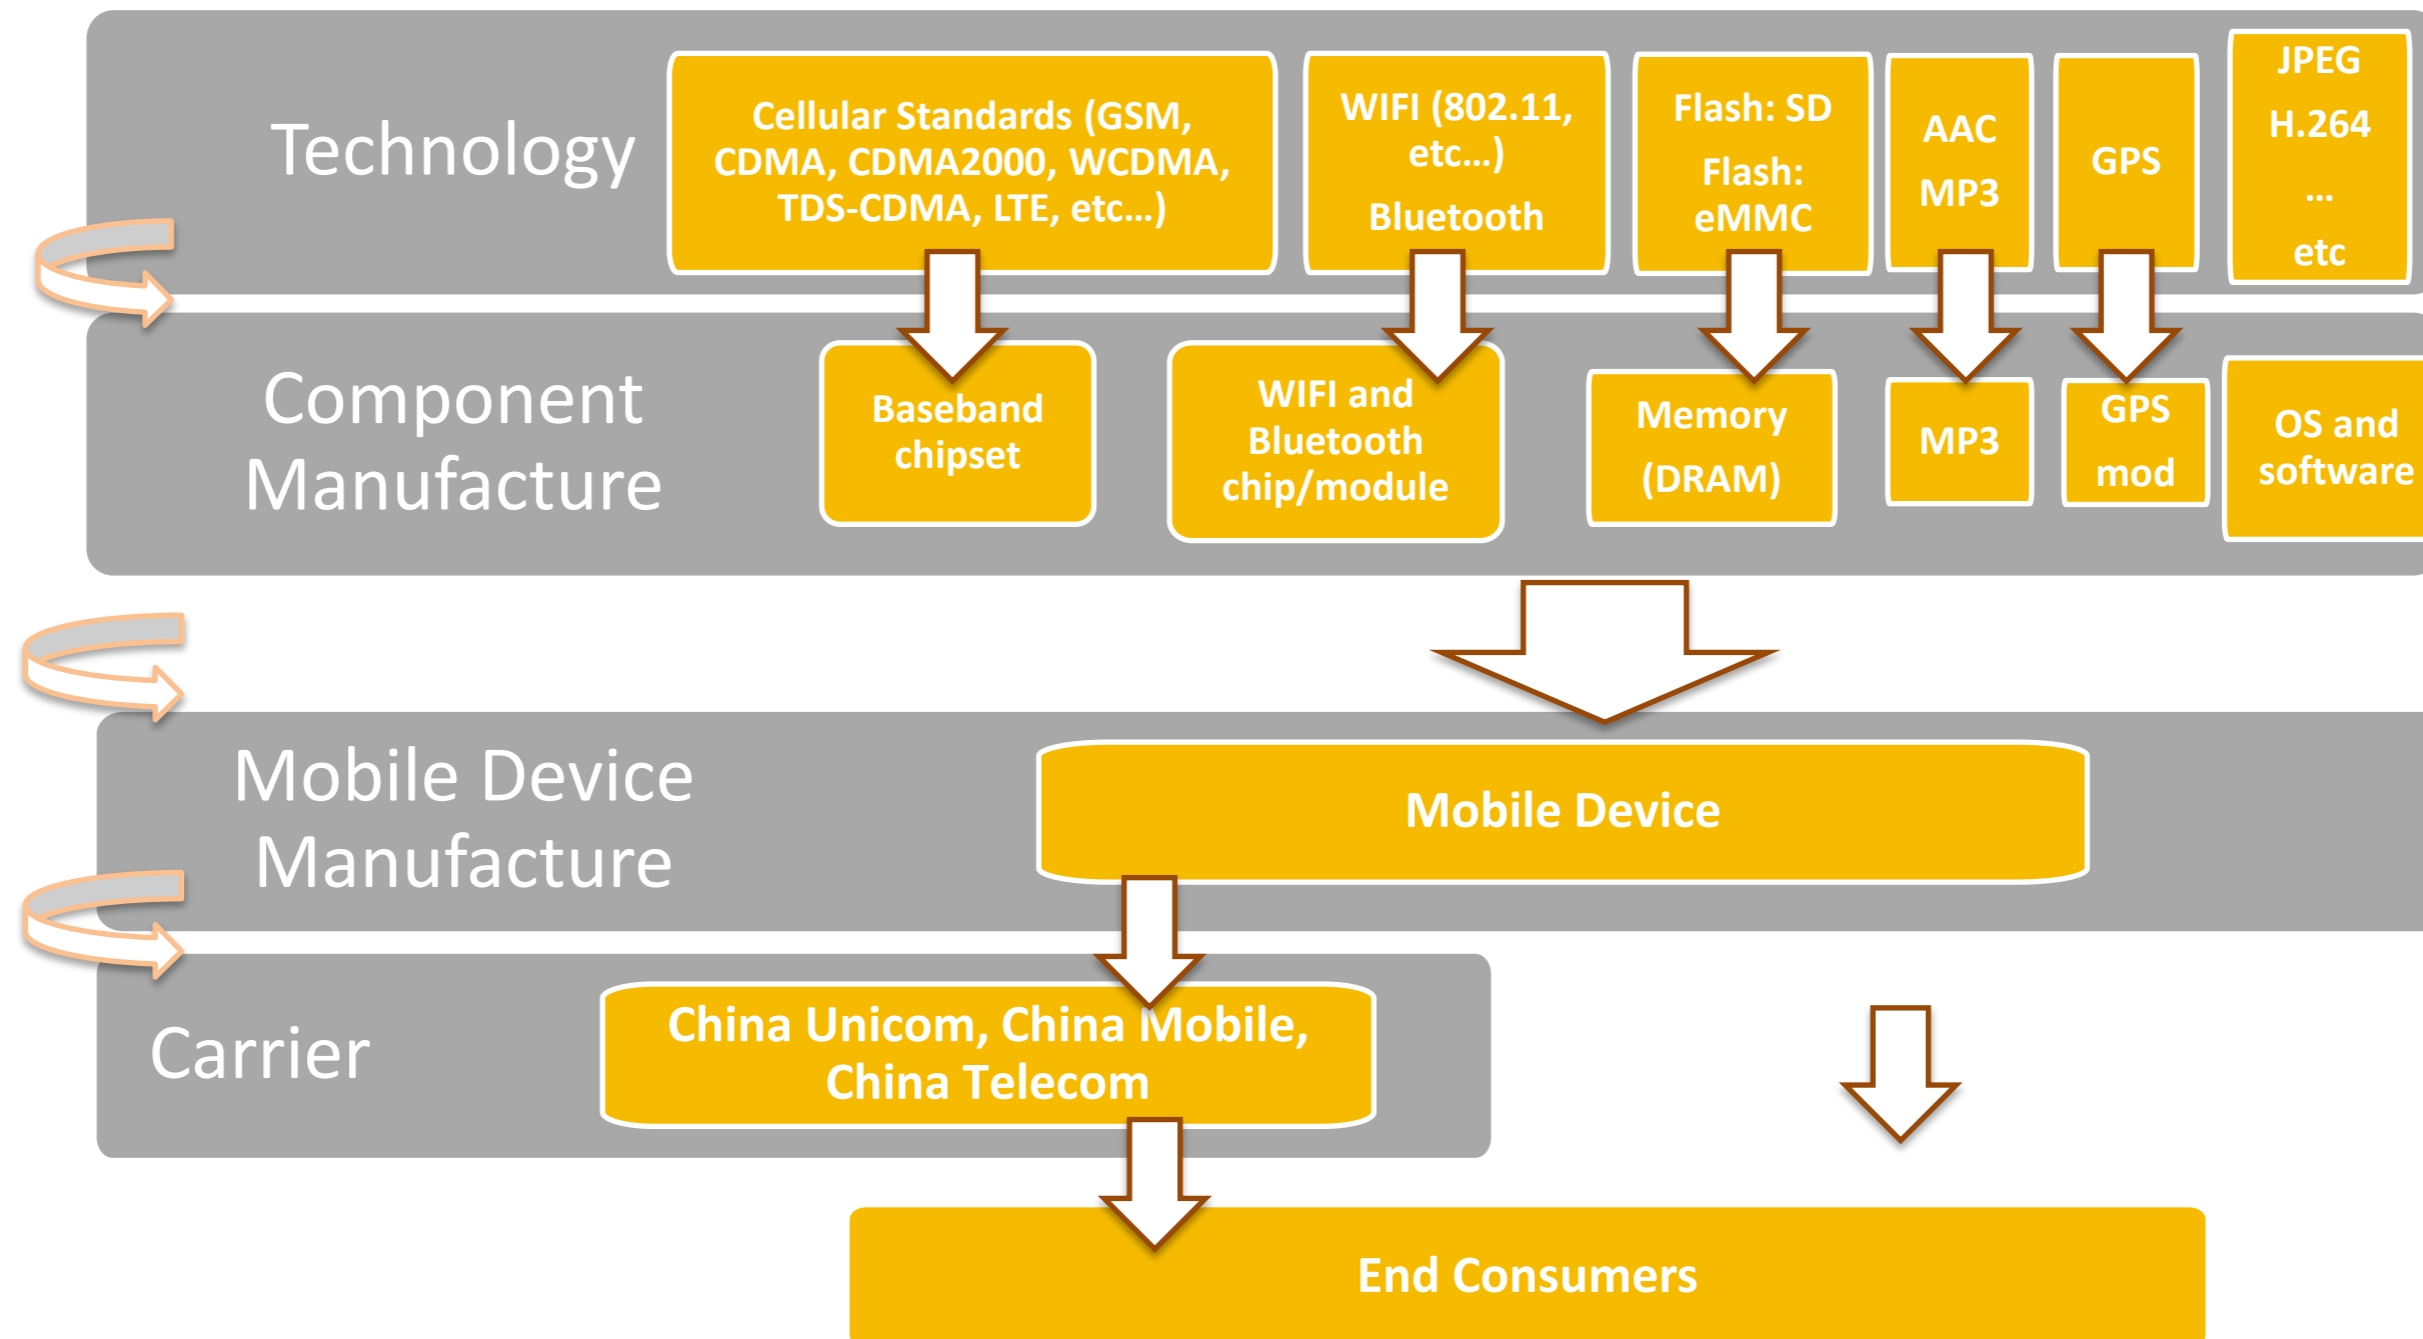 Technology
Cellular Standards (GSM,
CDMA, CDMA2000, WCDMA,
TDS-CDMA, LTE, etc...)
WIFI (802.11,
etc...)
Bluetooth
Flash: SD
Flash:
eMMC
AAC
MP3
GPS
JPEG
H.264
...
etc
Component
Manufacture
Baseband
chipset
WIFI and
Bluetooth
chip/module
Memory
(DRAM)
MP3
GPS
mod
OS and
software
Mobile Device
Manufacture
Mobile Device
Carrier
China Unicom, China Mobile,
China Telecom
End Consumers